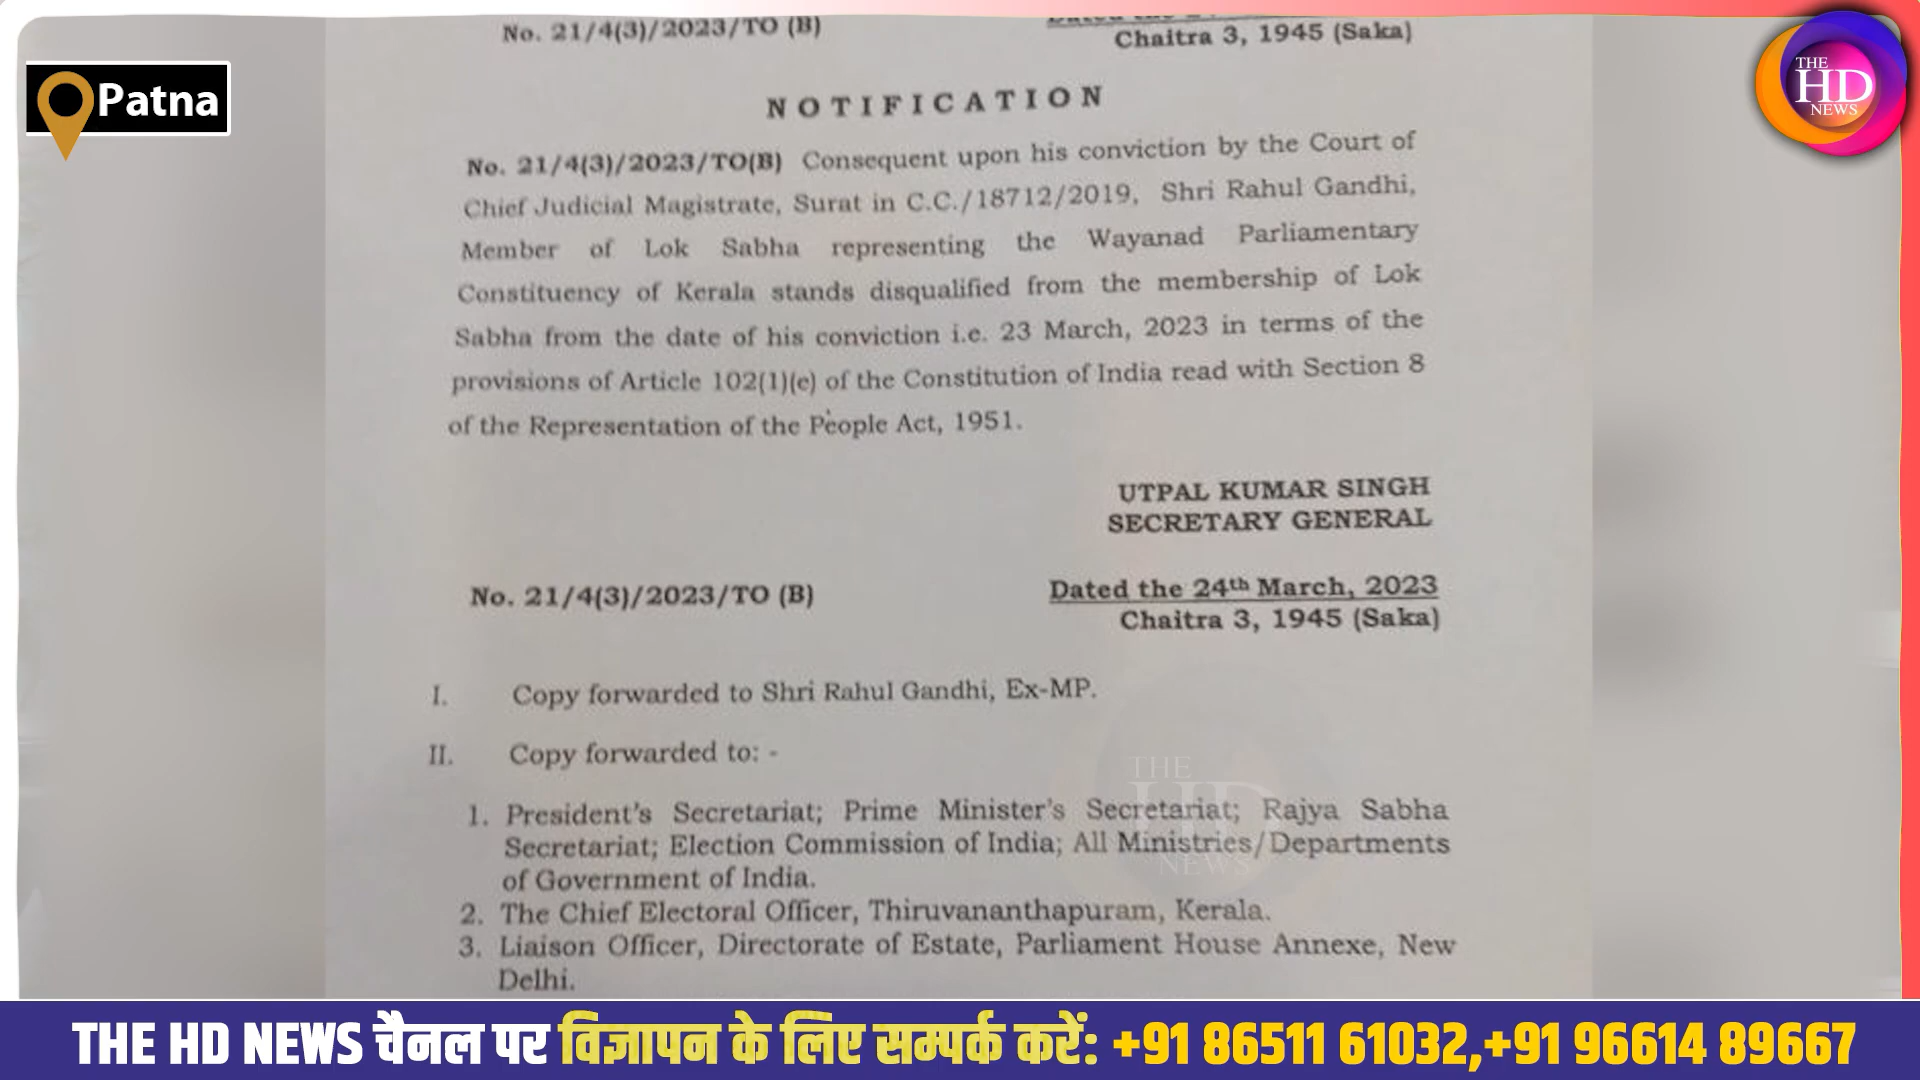 No. 21/4(3)/2023/TO (B)
Chaitra 3, 1945 (Saka)
Patna
THE
HD
NEWS
NOTIFICATION
No. 21/4(3)/2023/TO(B) Consequent upon his conviction by the Court of
Chief Judicial Magistrate, Surat in C.C./18712/2019, Shri Rahul Gandhi,
Member of Lok Sabha representing the Wayanad Parliamentary
Constituency of Kerala stands disqualified from the membership of Lok
Sabha from the date of his conviction i.e. 23 March, 2023 in terms of the
provisions of Article 102(1)(e) of the Constitution of India read with Section 8
of the Representation of the People Act, 1951.
UTPAL KUMAR SINGH
SECRETARY GENERAL
No. 21/4(3)/2023/TO (B)
Dated the 24th March, 2023
Chaitra 3, 1945 (Saka)
I. Copy forwarded to Shri Rahul Gandhi, Ex-MP.
II. Copy forwarded to: -
1. President's Secretariat; Prime Minister's Secretariat; Rajya Sabha
Secretariat; Election Commission of India; All Ministries/Departments
of Government of India.
2. The Chief Electoral Officer, Thiruvananthapuram, Kerala.
3. Liaison Officer, Directorate of Estate, Parliament House Annexe, New
Delhi.
THE
HD
NEWS
THE HD NEWS चैनल पर विज्ञापन के लिए सम्पर्क करें: +91 86511 61032,+91 96614 89667